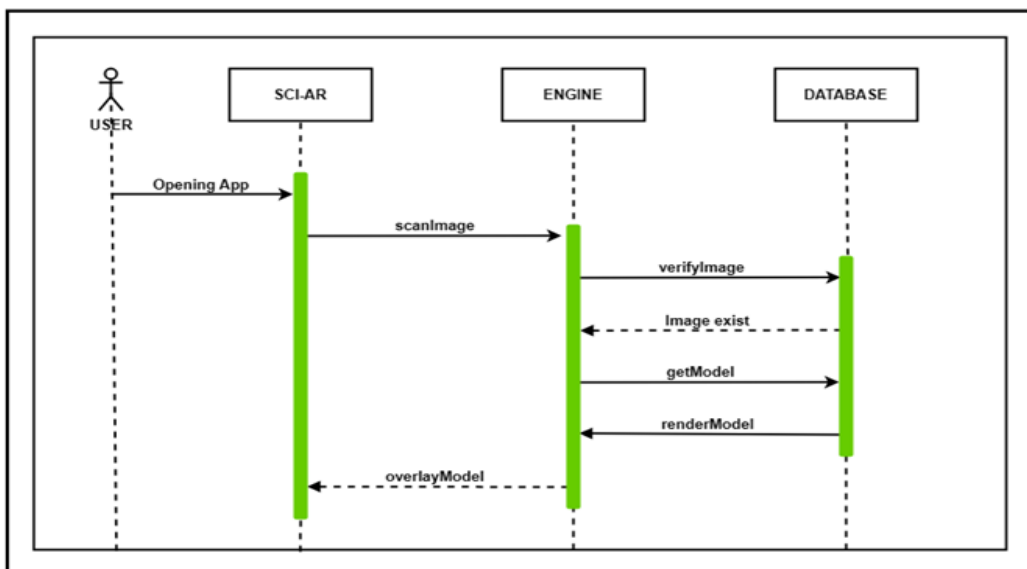 USER
SCI-AR
ENGINE
DATABASE
Opening App
scanImage
verifyImage
Image exist
getModel
renderModel
overlayModel